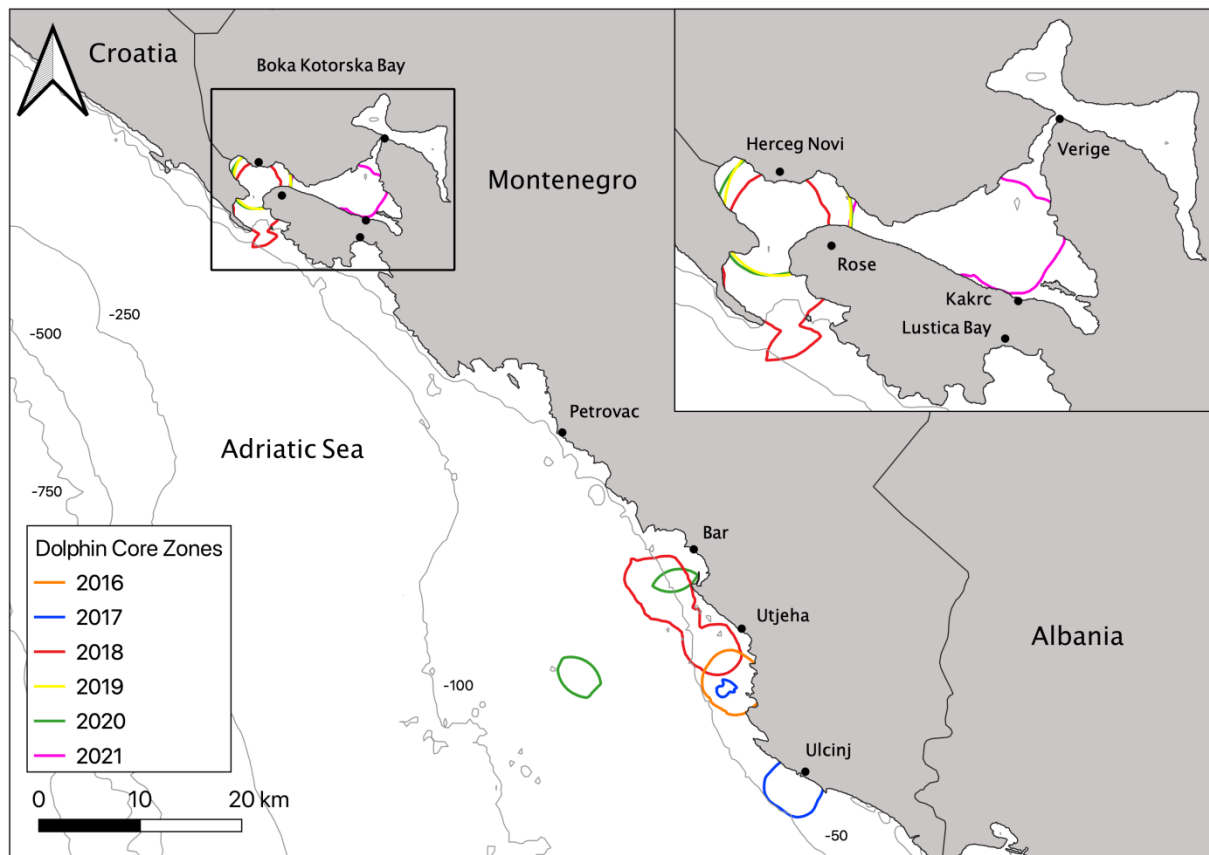 Croatia
Boka Kotorska Bay
Montenegro
Herceg Novi
Verige
Rose
Kakrc
Lustica Bay
-250
-500
Petrovac
Adriatic Sea
-750
Bar
Utjeha
Albania
-100
Ulcinj
-50
Dolphin Core Zones
2016
2017
2018
2019
2020
2021
0 10 20 km